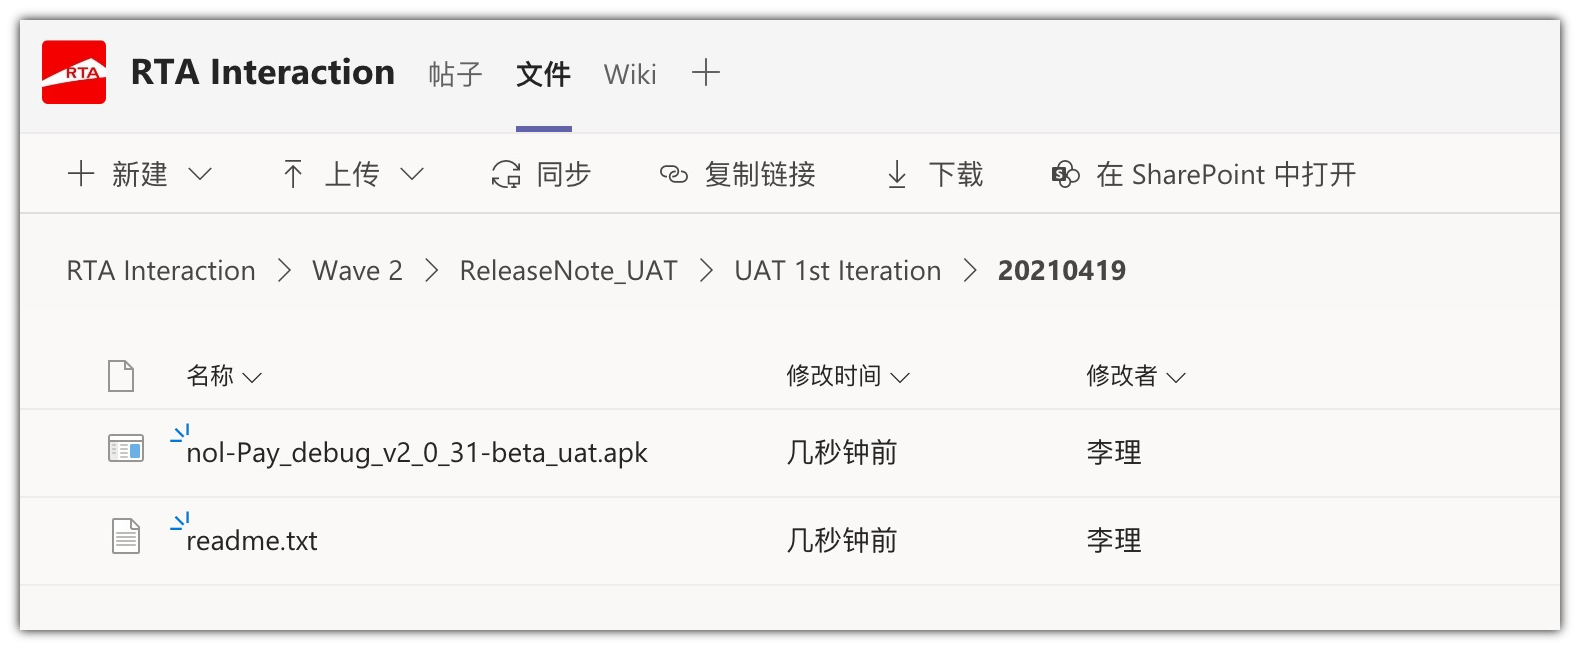 RTA RTA Interaction 帖子 文件 Wiki
新建 上传 同步 复制链接 下载 在 SharePoint 中打开
RTA Interaction > Wave 2 > ReleaseNote_UAT > UAT 1st Iteration > 20210419
名称 修改时间 修改者
nol-Pay_debug_v2_0_31-beta_uat.apk 几秒钟前 李理
readme.txt 几秒钟前 李理